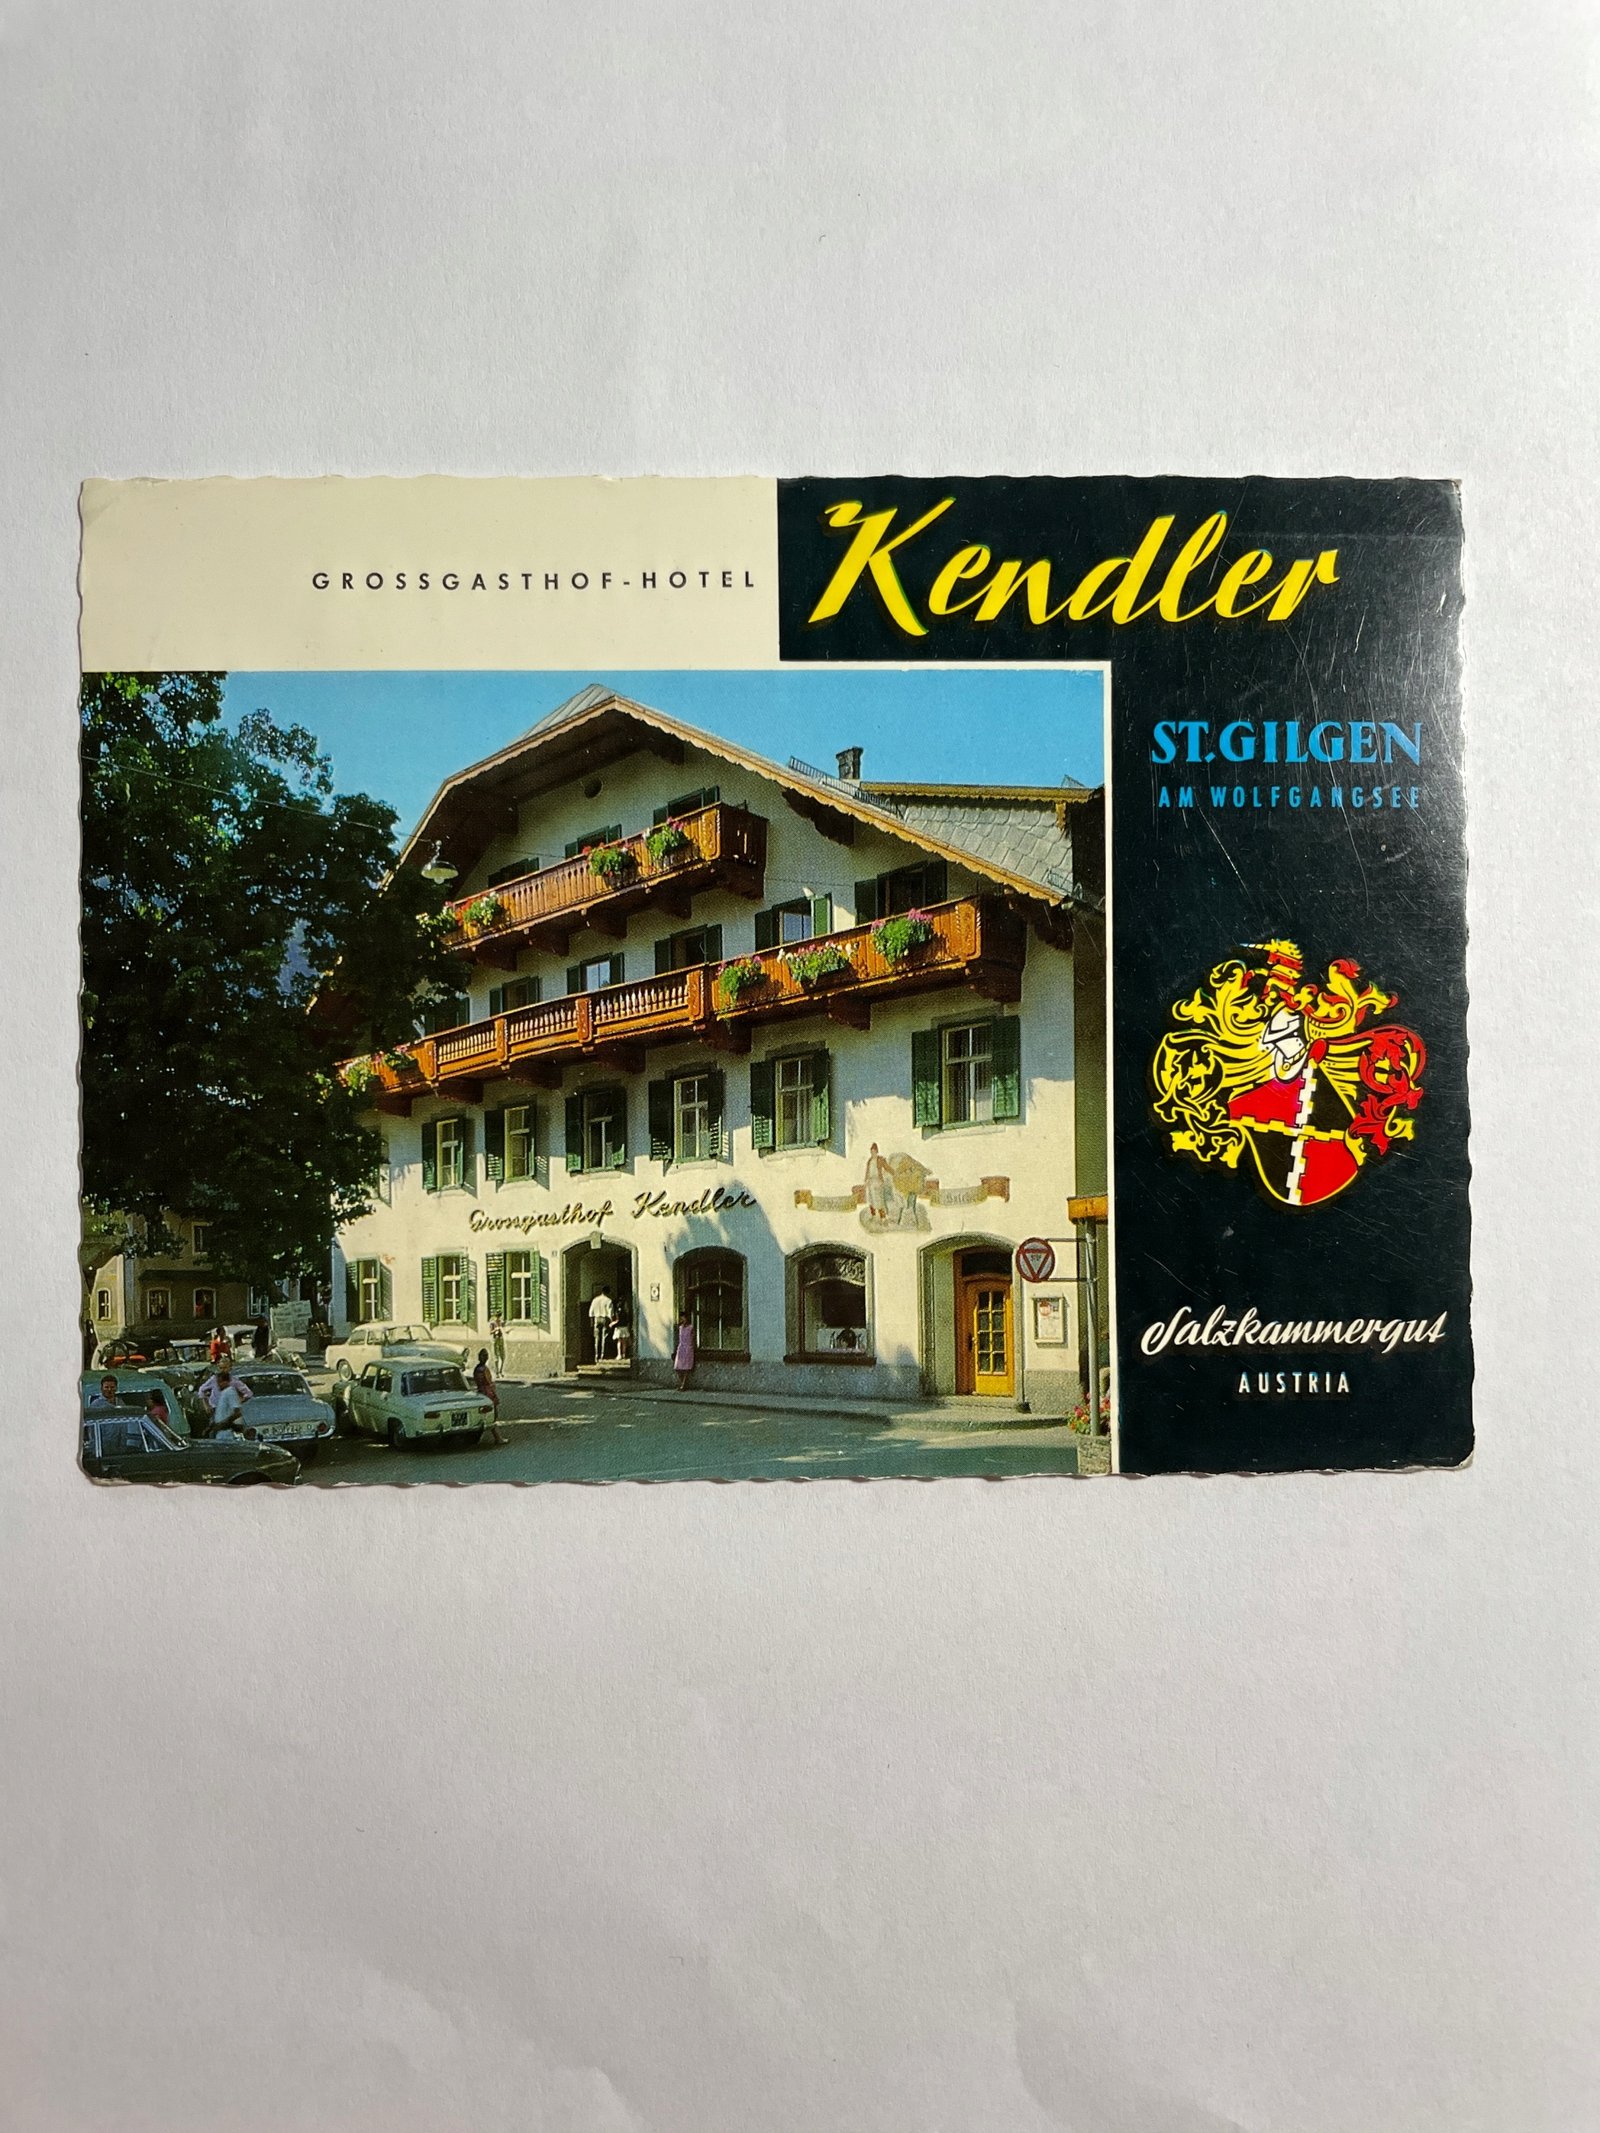 GROSSGASTHOF-HOTEL
Kendler
ST.GILGEN
AM WOLFGANGSEE
Grossgasthof Kendler
Salzkammergut
AUSTRIA